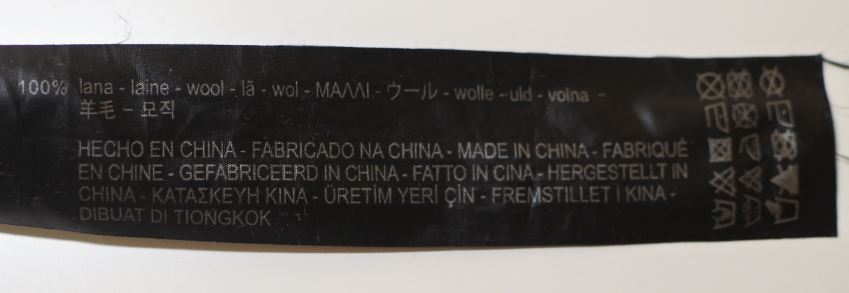 100% lana - laine - wool - lã - wol - ΜΑΛΛΙ - ウール - wolle - uld - volna -
羊毛 - 모직
HECHO EN CHINA - FABRICADO NA CHINA - MADE IN CHINA - FABRIQUÉ
EN CHINE - GEFABRICEERD IN CHINA - FATTO IN CINA - HERGESTELLT IN
CHINA - ΚΑΤΑΣΚΕΥΗ ΚΙΝΑ - ÜRETİM YERİ ÇİN - FREMSTILLET I KINA -
DIBUAT DI TIONGKOK